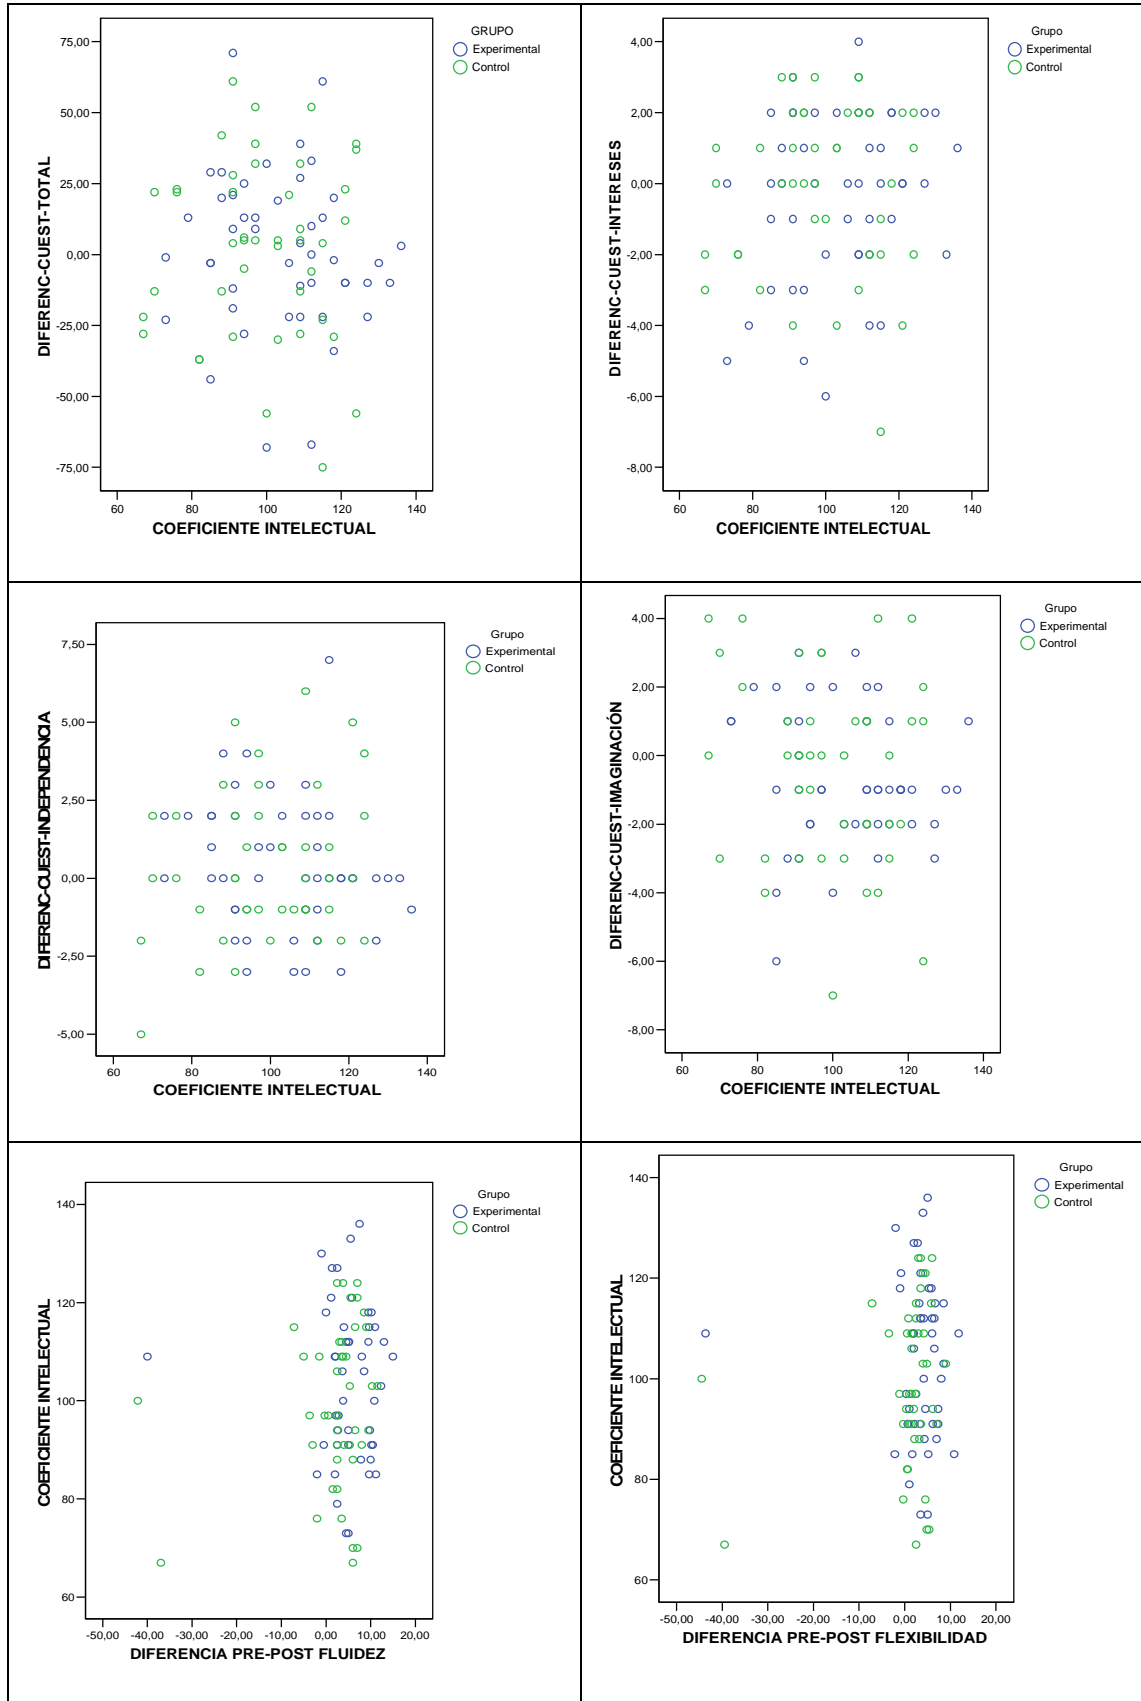 GRUPO
Experimental
Control
75,00
50,00
25,00
0,00
-25,00
-50,00
-75,00
DIFERENC-CUEST-TOTAL
60 80 100 120 140
COEFICIENTE INTELECTUAL
Grupo
Experimental
Control
4,00
2,00
0,00
-2,00
-4,00
-6,00
-8,00
DIFERENC-CUEST-INTERESES
60 80 100 120 140
COEFICIENTE INTELECTUAL
Grupo
Experimental
Control
7,50
5,00
2,50
0,00
-2,50
-5,00
DIFERENC-CUEST-INDEPENDENCIA
60 80 100 120 140
COEFICIENTE INTELECTUAL
Grupo
Experimental
Control
4,00
2,00
0,00
-2,00
-4,00
-6,00
-8,00
DIFERENC-CUEST-IMAGINACIÓN
60 80 100 120 140
COEFICIENTE INTELECTUAL
Grupo
Experimental
Control
140
120
100
80
60
COEFICIENTE INTELECTUAL
-50,00 -40,00 -30,00 -20,00 -10,00 0,00 10,00 20,00
DIFERENCIA PRE-POST FLUIDEZ
Grupo
Experimental
Control
140
120
100
80
60
COEFICIENTE INTELECTUAL
-50,00 -40,00 -30,00 -20,00 -10,00 0,00 10,00 20,00
DIFERENCIA PRE-POST FLEXIBILIDAD